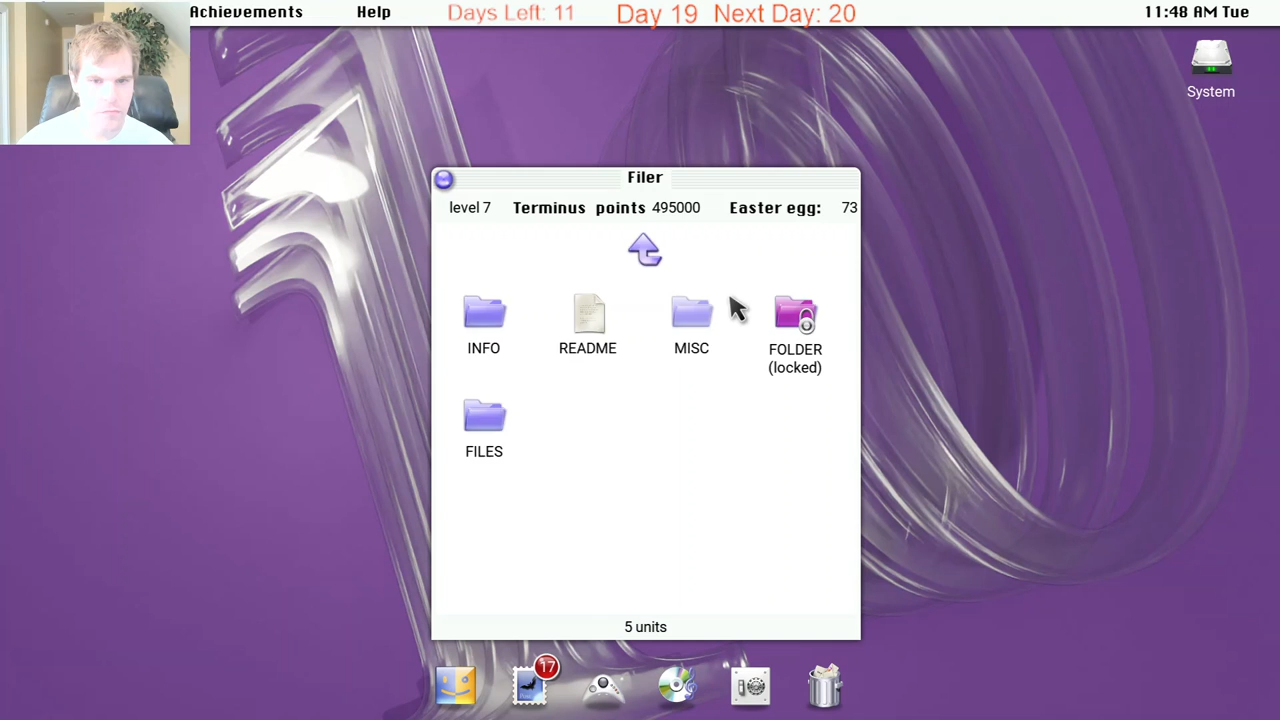 Achievements Help Days Left: 11 Day 19 Next Day: 20 11:48 AM Tue
System
Filer
level 7 Terminus points 495000 Easter egg: 73
INFO README MISC FOLDER (locked)
FILES
5 units
17